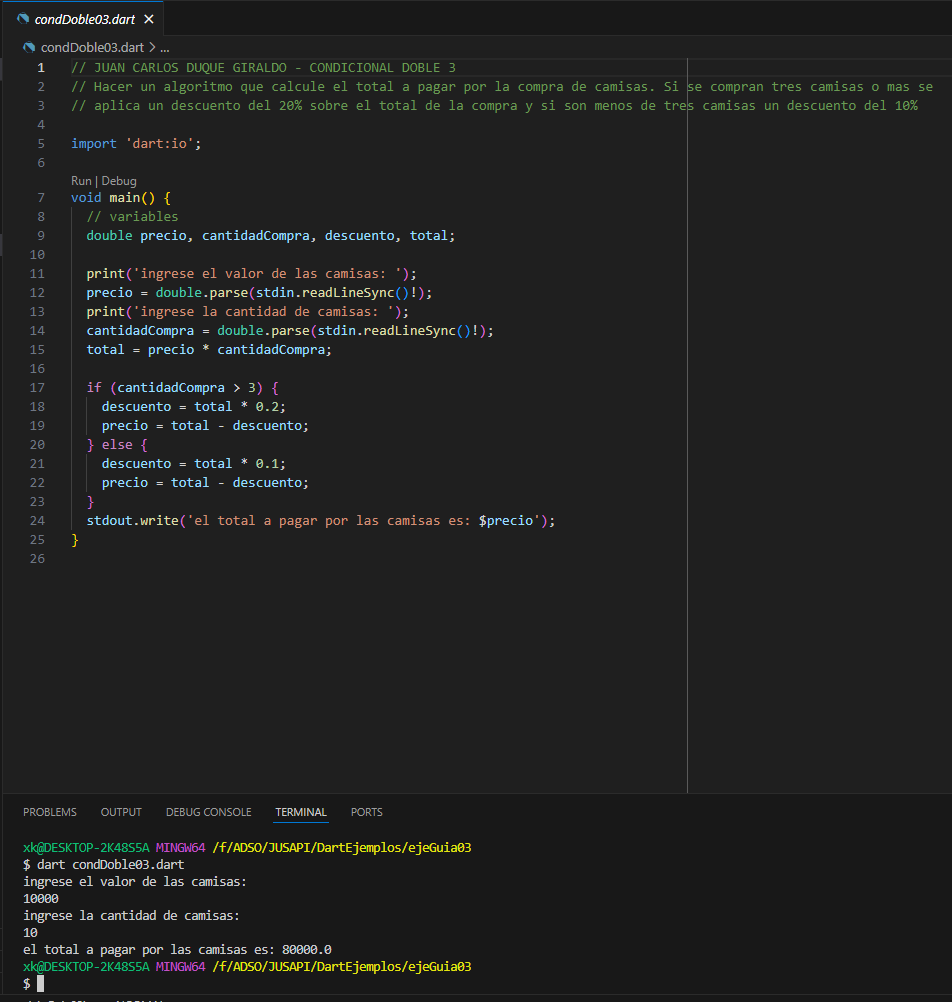 condDoble03.dart ×
condDoble03.dart > ...
1 // JUAN CARLOS DUQUE GIRALDO - CONDICIONAL DOBLE 3
2 // Hacer un algoritmo que calcule el total a pagar por la compra de camisas. Si se compran tres camisas o mas se
3 // aplica un descuento del 20% sobre el total de la compra y si son menos de tres camisas un descuento del 10%
4
5 import 'dart:io';
6
Run | Debug
7 void main() {
8 // variables
9 double precio, cantidadCompra, descuento, total;
10
11 print('ingrese el valor de las camisas: ');
12 precio = double.parse(stdin.readLineSync()!);
13 print('ingrese la cantidad de camisas: ');
14 cantidadCompra = double.parse(stdin.readLineSync()!);
15 total = precio * cantidadCompra;
16
17 if (cantidadCompra > 3) {
18 descuento = total * 0.2;
19 precio = total - descuento;
20 } else {
21 descuento = total * 0.1;
22 precio = total - descuento;
23 }
24 stdout.write('el total a pagar por las camisas es: $precio');
25 }
26
PROBLEMS OUTPUT DEBUG CONSOLE TERMINAL PORTS
xk@DESKTOP-2K48S5A MINGW64 /f/ADSO/JUSAPI/DartEjemplos/ejeGuia03
$ dart condDoble03.dart
ingrese el valor de las camisas:
10000
ingrese la cantidad de camisas:
10
el total a pagar por las camisas es: 80000.0
xk@DESKTOP-2K48S5A MINGW64 /f/ADSO/JUSAPI/DartEjemplos/ejeGuia03
$